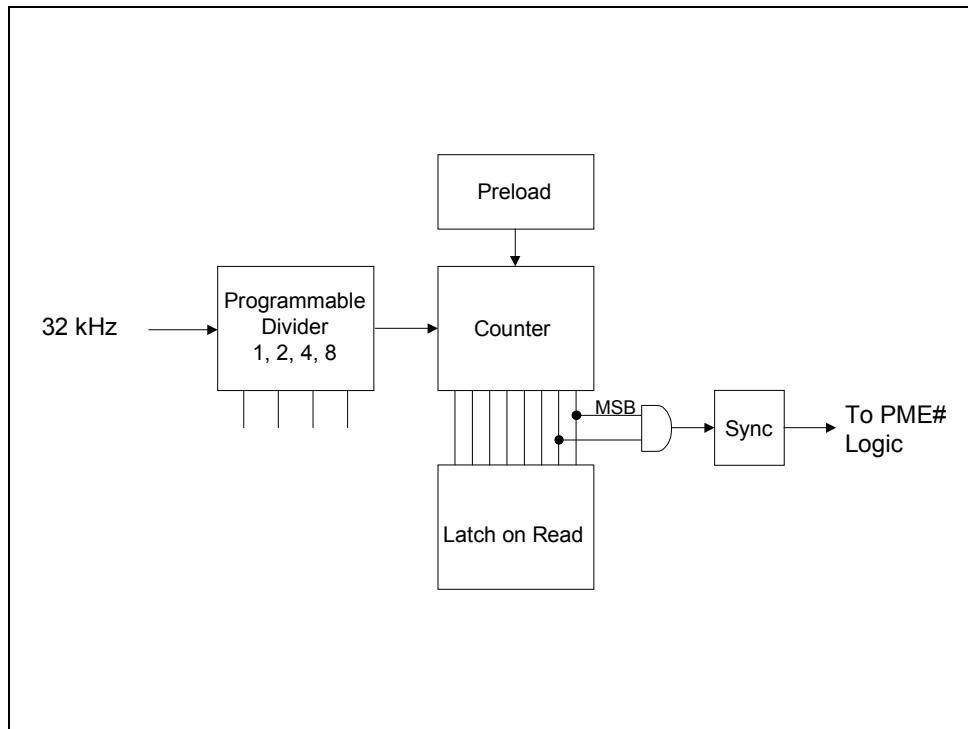 Preload
32 kHz
Programmable
Divider
1, 2, 4, 8
Counter
MSB
Sync
To PME#
Logic
Latch on Read